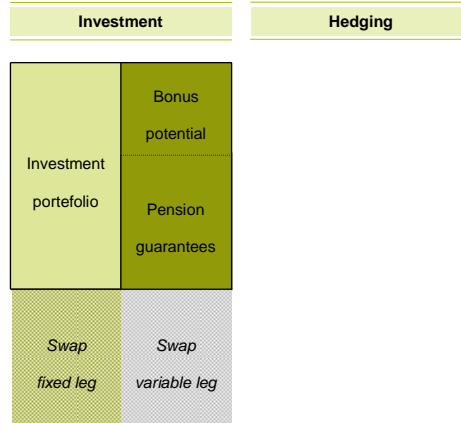 Investment
Hedging
Investment
portefolio
Bonus
potential
Pension
guarantees
Swap
fixed leg
Swap
variable leg